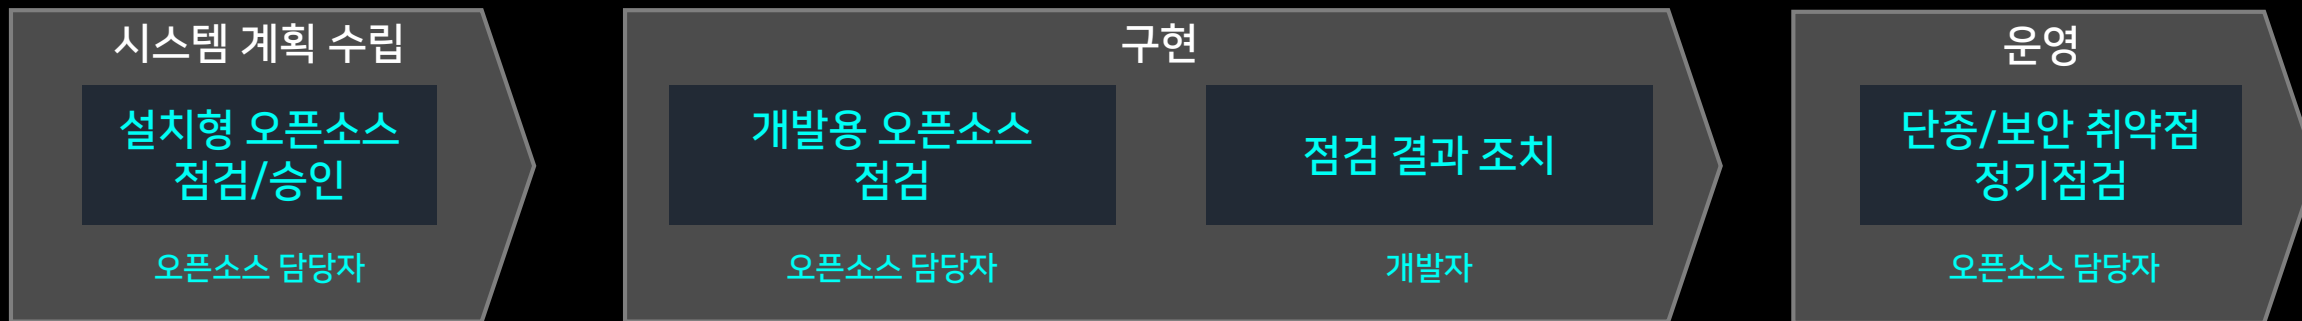 시스템 계획 수립
설치형 오픈소스
점검/승인
오픈소스 담당자
구현
개발용 오픈소스
점검
오픈소스 담당자
점검 결과 조치
개발자
운영
단종/보안 취약점
정기점검
오픈소스 담당자